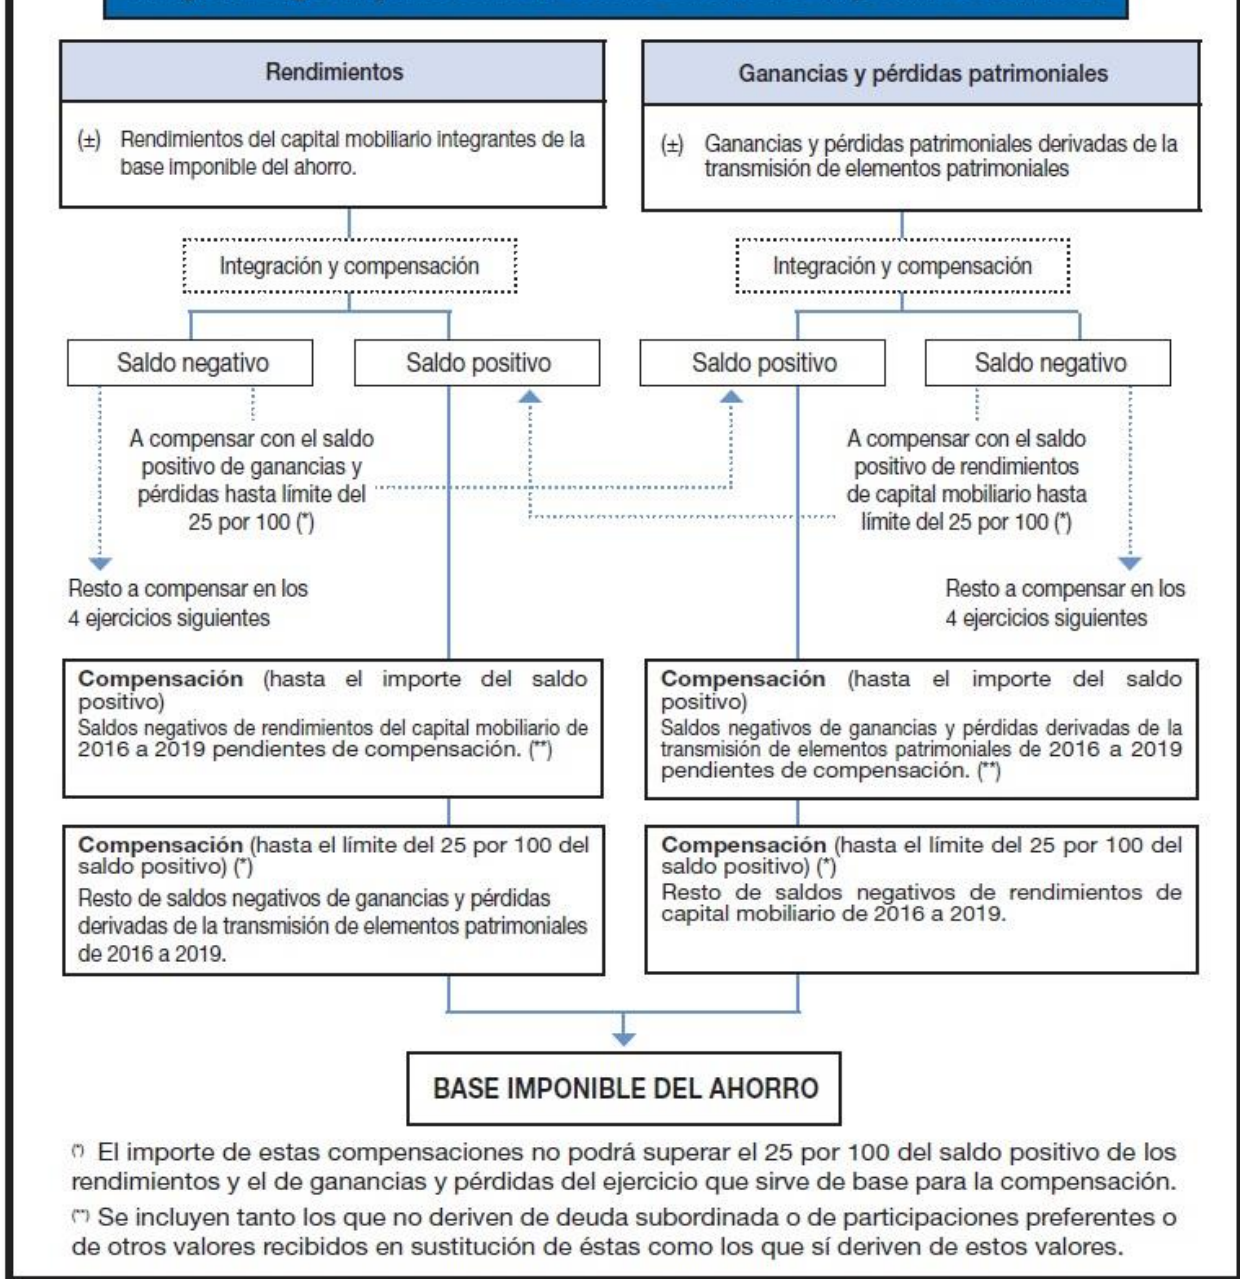 Rendimientos
(±) Rendimientos del capital mobiliario integrantes de la
base imponible del ahorro.
Integración y compensación
Saldo negativo
Saldo positivo
A compensar con el saldo
positivo de ganancias y
pérdidas hasta límite del
25 por 100 (*)
Resto a compensar en los
4 ejercicios siguientes
Ganancias y pérdidas patrimoniales
(±) Ganancias y pérdidas patrimoniales derivadas de la
transmisión de elementos patrimoniales
Integración y compensación
Saldo positivo
Saldo negativo
A compensar con el saldo
positivo de rendimientos
de capital mobiliario hasta
límite del 25 por 100 (*)
Resto a compensar en los
4 ejercicios siguientes
Compensación (hasta el importe del saldo
positivo)
Saldos negativos de rendimientos del capital mobiliario de
2016 a 2019 pendientes de compensación. (**)
Compensación (hasta el importe del saldo
positivo)
Saldos negativos de ganancias y pérdidas derivadas de la
transmisión de elementos patrimoniales de 2016 a 2019
pendientes de compensación. (**)
Compensación (hasta el límite del 25 por 100 del
saldo positivo) (*)
Resto de saldos negativos de ganancias y pérdidas
derivadas de la transmisión de elementos patrimoniales
de 2016 a 2019.
Compensación (hasta el límite del 25 por 100 del
saldo positivo) (*)
Resto de saldos negativos de rendimientos de
capital mobiliario de 2016 a 2019.
BASE IMPONIBLE DEL AHORRO
(*) El importe de estas compensaciones no podrá superar el 25 por 100 del saldo positivo de los
rendimientos y el de ganancias y pérdidas del ejercicio que sirve de base para la compensación.
(**) Se incluyen tanto los que no deriven de deuda subordinada o de participaciones preferentes o
de otros valores recibidos en sustitución de éstas como los que sí deriven de estos valores.